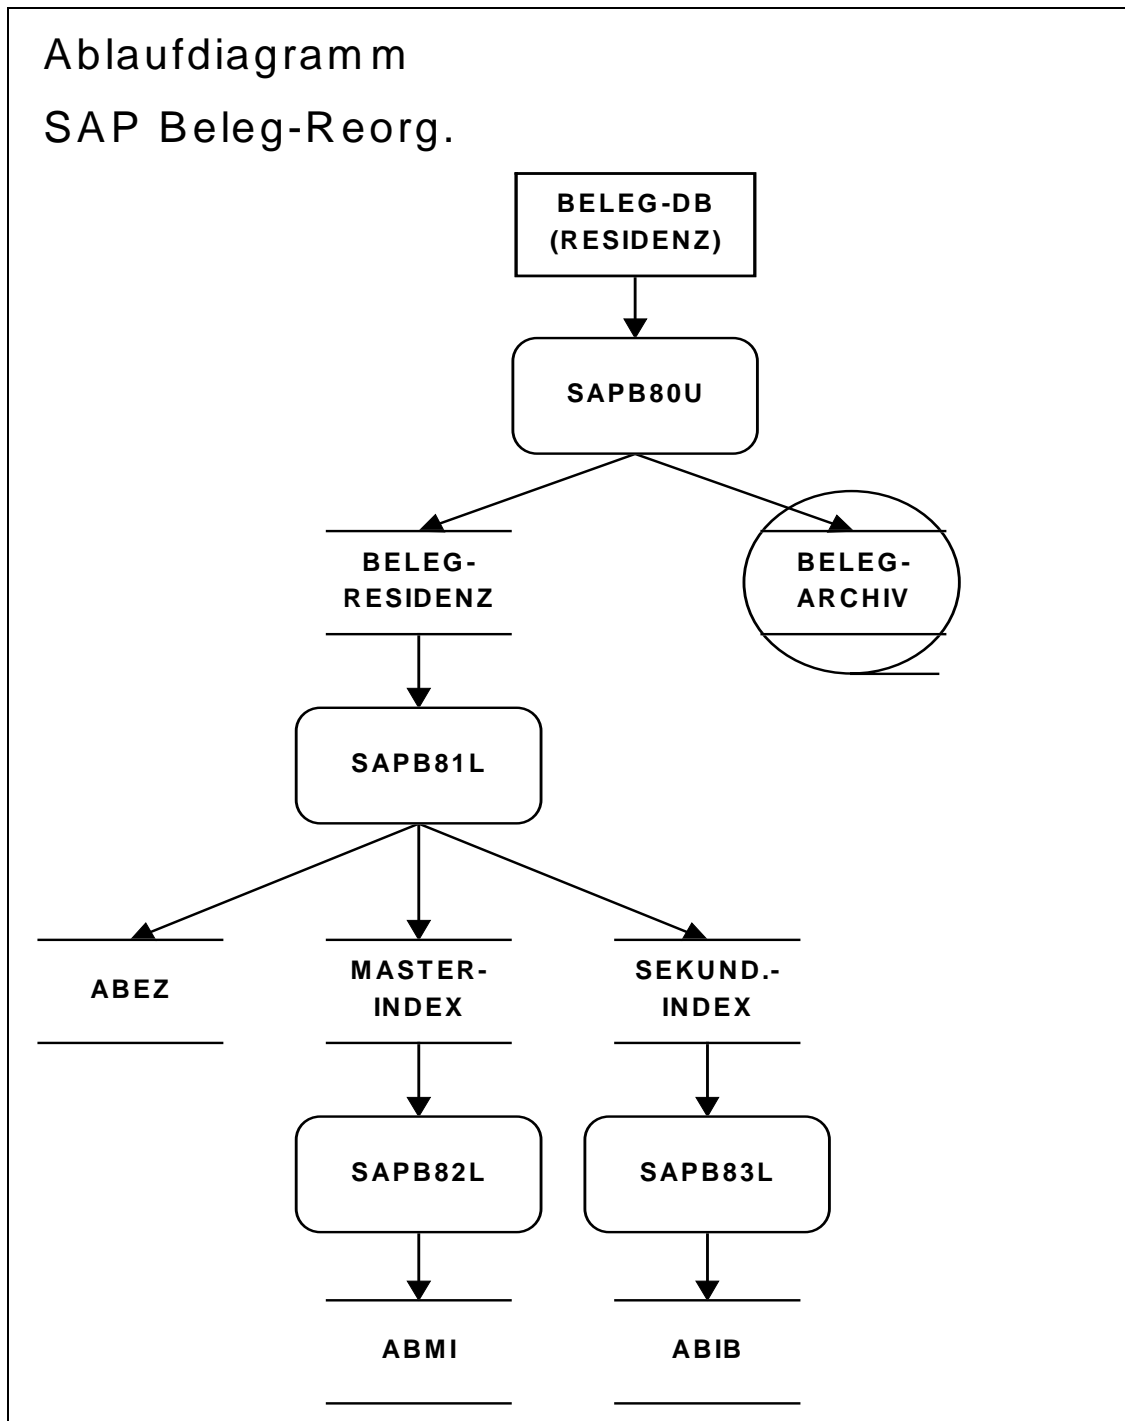 Ablaufdiagramm
SAP Beleg-Reorg.
BELEG-DB
(RESIDENZ)
SAPB80U
BELEG-
RESIDENZ
BELEG-
ARCHIV
SAPB81L
ABEZ
MASTER-
INDEX
SEKUND.-
INDEX
SAPB82L
SAPB83L
ABMI
ABIB